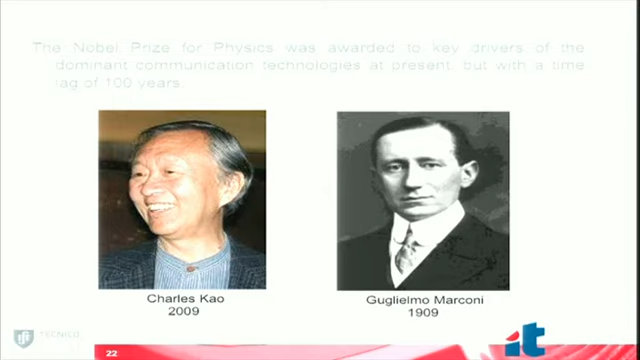 The Nobel Prize for Physics was awarded to key drivers of the
dominant communication technologies at present, but with a time
lag of 100 years.
Charles Kao
2009
Guglielmo Marconi
1909
TÉCNICO
22
it